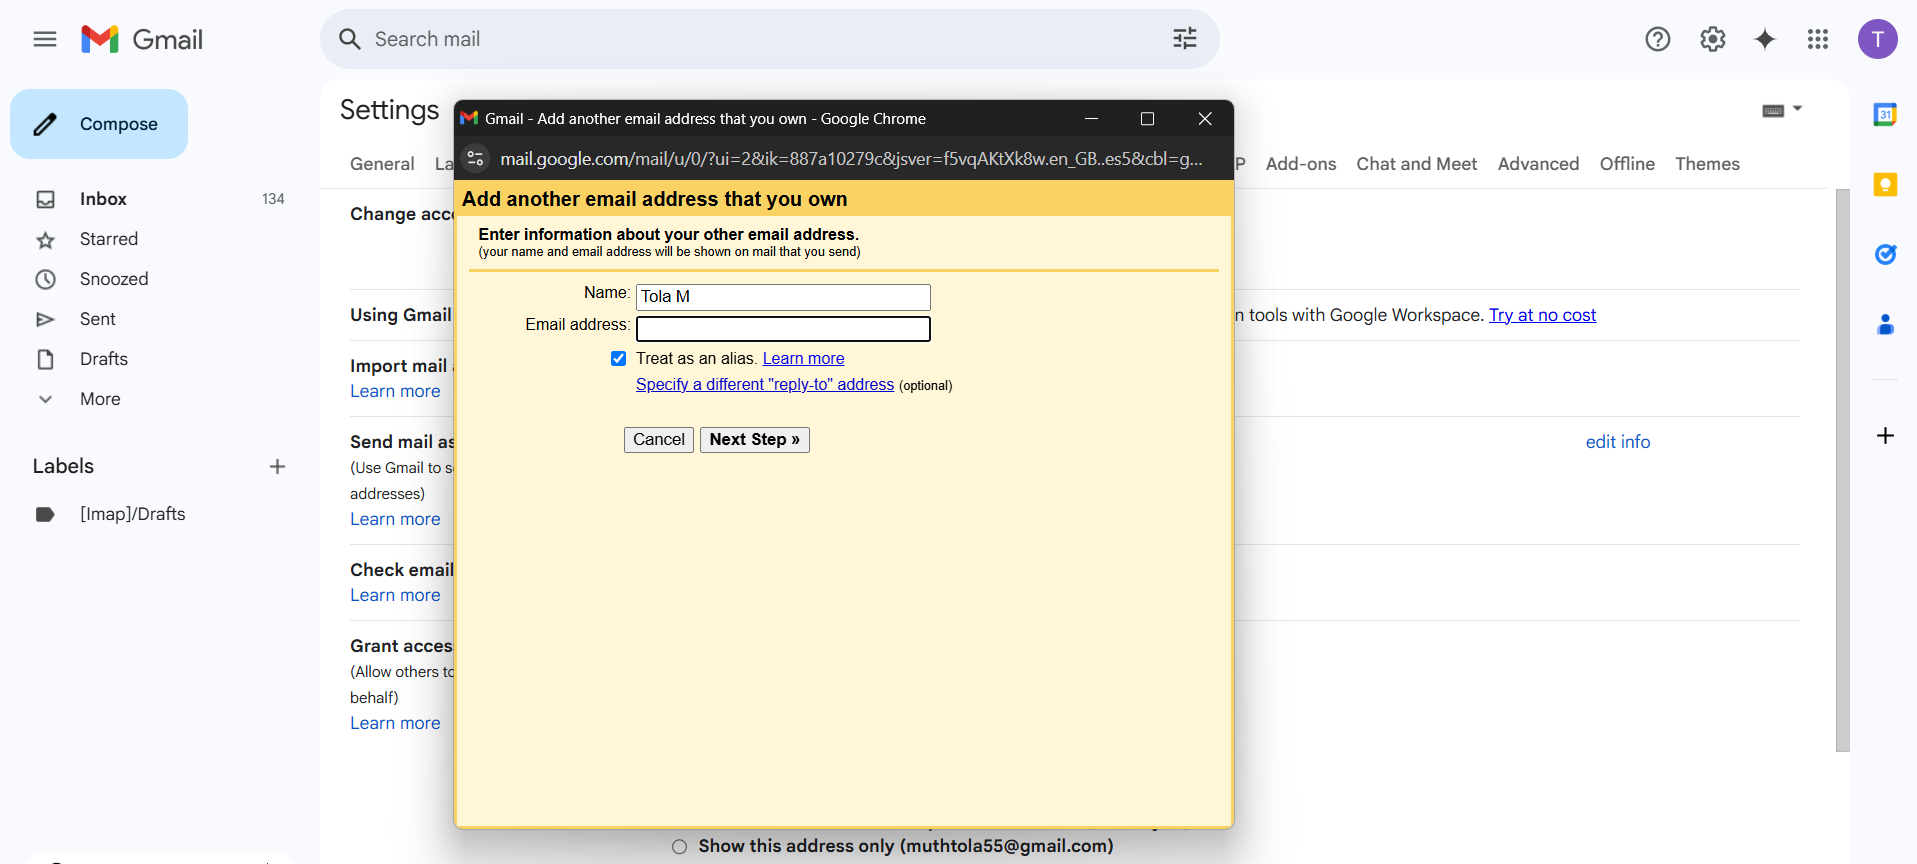 Gmail
Search mail
T
Compose
Inbox 134
Starred
Snoozed
Sent
Drafts
More
Labels
[Imap]/Drafts
Settings
General
Add-ons Chat and Meet Advanced Offline Themes
Gmail - Add another email address that you own - Google Chrome
mail.google.com/mail/u/0/?ui=2&ik=887a10279c&jsver=f5vqAKtXk8w.en_GB..es5&cbl=g...
Add another email address that you own
Enter information about your other email address.
(your name and email address will be shown on mail that you send)
Name: Tola M
Email address:
Treat as an alias. Learn more
Specify a different "reply-to" address (optional)
Cancel Next Step »
Change
Using Gmail
tools with Google Workspace. Try at no cost
Import mail
Learn more
Send mail as
edit info
(Use Gmail to
addresses)
Learn more
Check email
Learn more
Grant
(Allow others to
behalf)
Learn more
Show this address only (muthtola55@gmail.com)
31